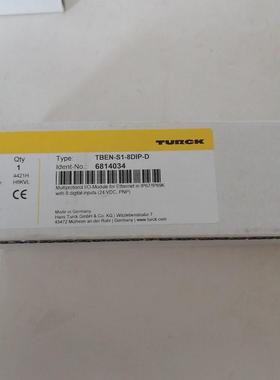 TURCK
Qty
1
4421H
H9KVL
CE
Type: TBEN-S1-8DIP-D
Ident-No.: 6814034
Multiprotocol I/O-Module for Ethernet in IP67/IP69K
with 8 digital inputs (24 VDC, PNP)
Made in Germany
Hans Turck GmbH & Co. KG | Witzlebenstraße 7
45472 Mülheim an der Ruhr | Germany | www.turck.com